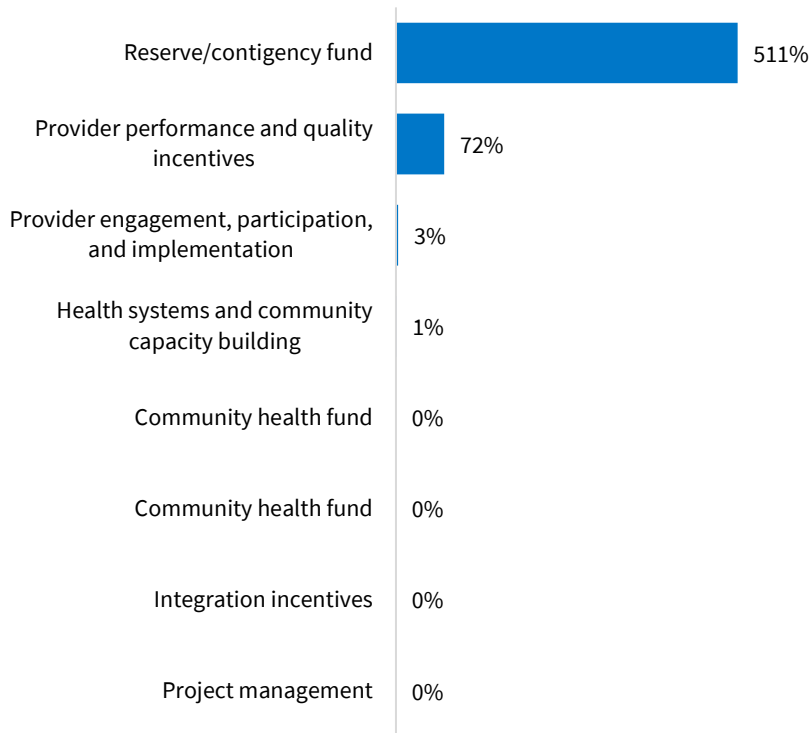 Reserve/contigency fund
511%
Provider performance and quality
incentives
72%
Provider engagement, participation,
and implementation
3%
Health systems and community
capacity building
1%
Community health fund
0%
Community health fund
0%
Integration incentives
0%
Project management
0%